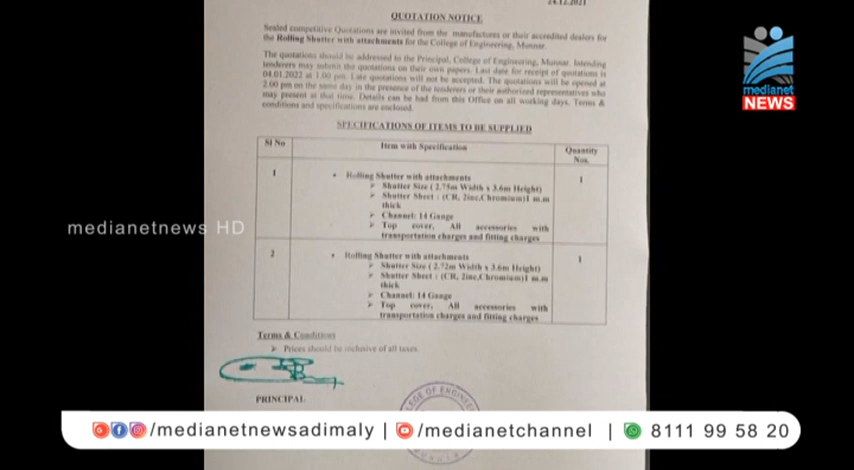 24.12.2021
QUOTATION NOTICE
Sealed competitive Quotations are invited from the manufactures or their accredited dealers for
the Rolling Shutter with attachments for the College of Engineering, Munnar.
The quotations should be addressed to the Principal, College of Engineering, Munnar. Intending
tenderers may submit the quotations on their own papers. Last date for receipt of quotations is
04.01.2022 at 1.00 pm. Late quotations will not be accepted. The quotations will be opened at
2.00 pm on the same day in the presence of the tenderers or their authorized representatives who
may present at that time. Details can be had from this Office on all working days. Terms &
conditions and specifications are enclosed.
SPECIFICATIONS OF ITEMS TO BE SUPPLIED
Sl No
Item with Specification
Quantity
Nos.
1
• Rolling Shutter with attachments
1
➢ Shutter Size ( 2.75m Width x 3.6m Height)
➢ Shutter Sheet : (CR, Zinc,Chromium)1 m.m
thick
➢ Channel: 14 Gauge
➢ Top cover, All accessories with
transportation charges and fitting charges
2
• Rolling Shutter with attachments
1
➢ Shutter Size ( 2.72m Width x 3.6m Height)
➢ Shutter Sheet : (CR, Zinc,Chromium)1 m.m
thick
➢ Channel: 14 Gauge
➢ Top cover, All accessories with
transportation charges and fitting charges
Terms & Conditions
➢ Prices should be inclusive of all taxes.
PRINCIPAL
medianet
NEWS
medianetnews HD
/medianetnewsadimaly | /medianetchannel | 8111 99 58 20